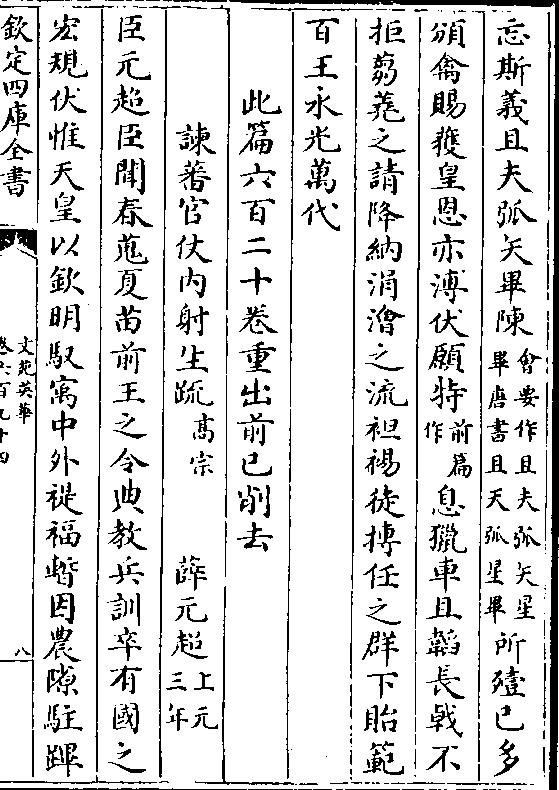 忘斯義且夫弧矢畢陳會要作且夫弧矢星畢唐書且天弧星畢所殪已多
頒禽賜獲皇恩亦溥伏願特前篇作息獵車且韜長戟不
拒芻蕘之請降納涓澮之流袒裼徒搏任之群下貽範
百王永光萬代
此篇六百二十卷重出前已削去
諫蕃官仗内射生疏高宗 薛元超上元三年
臣元超臣聞春蒐夏苗前王之令典教兵訓卒有國之
宏規伏惟天皇以欽明馭㝢中外禔福暫因農隙駐蹕
欽定四庫全書
文苑英華
卷六百九十四
八